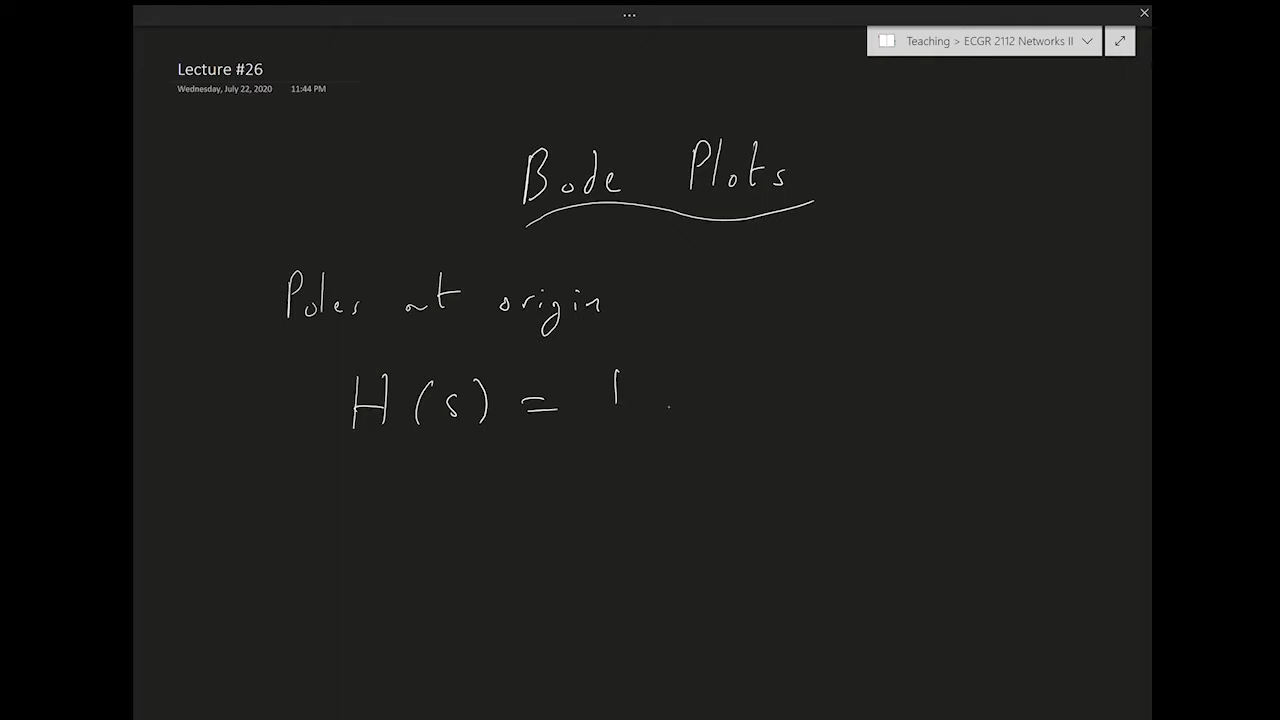 Teaching > ECGR 2112 Networks II
Lecture #26
Wednesday, July 22, 2020 11:44 PM
Bode Plots
Poles at origin
H(s) = 1